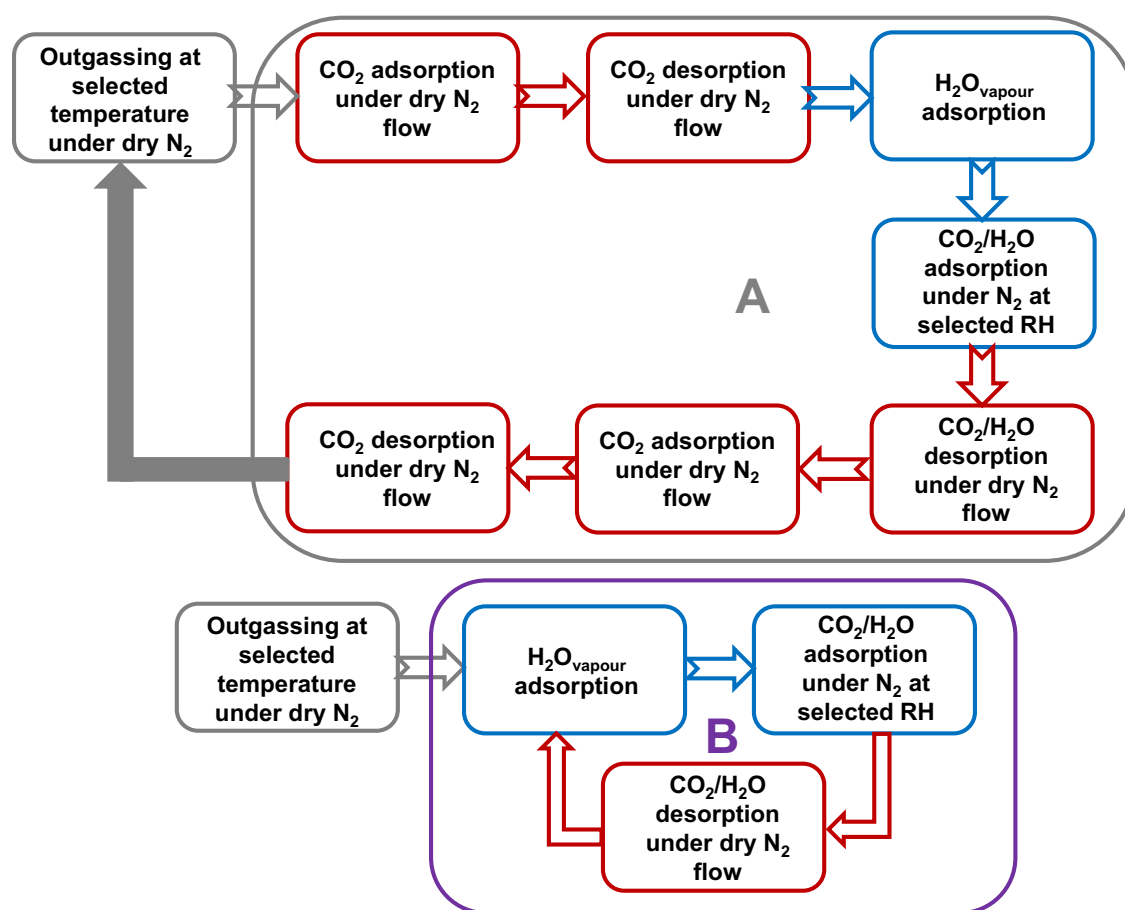 Outgassing at
selected
temperature
under dry N₂
CO₂ adsorption
under dry N₂
flow
CO₂ desorption
under dry N₂
flow
H₂Oᵥₐₚₒᵤᵣ
adsorption
CO₂/H₂O
adsorption
under N₂ at
selected RH
A
CO₂/H₂O
desorption
under dry N₂
flow
CO₂ adsorption
under dry N₂
flow
CO₂ desorption
under dry N₂
flow
Outgassing at
selected
temperature
under dry N₂
H₂Oᵥₐₚₒᵤᵣ
adsorption
CO₂/H₂O
adsorption
under N₂ at
selected RH
B
CO₂/H₂O
desorption
under dry N₂
flow